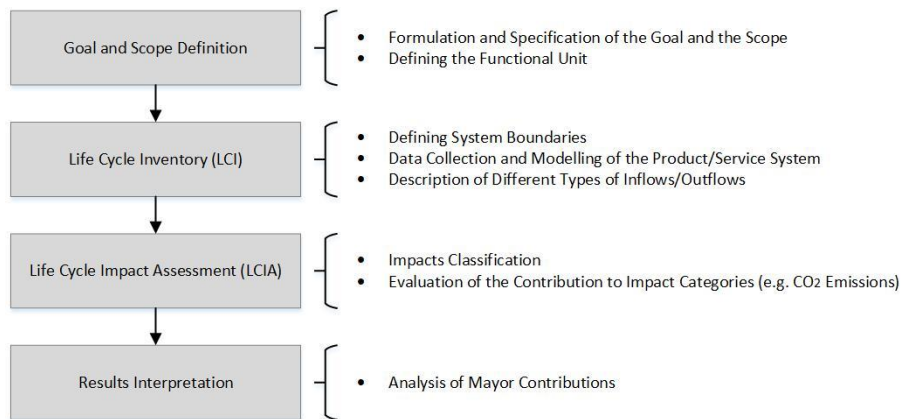 Goal and Scope Definition
• Formulation and Specification of the Goal and the Scope
• Defining the Functional Unit
Life Cycle Inventory (LCI)
• Defining System Boundaries
• Data Collection and Modelling of the Product/Service System
• Description of Different Types of Inflows/Outflows
Life Cycle Impact Assessment (LCIA)
• Impacts Classification
• Evaluation of the Contribution to Impact Categories (e.g. CO2 Emissions)
Results Interpretation
• Analysis of Mayor Contributions